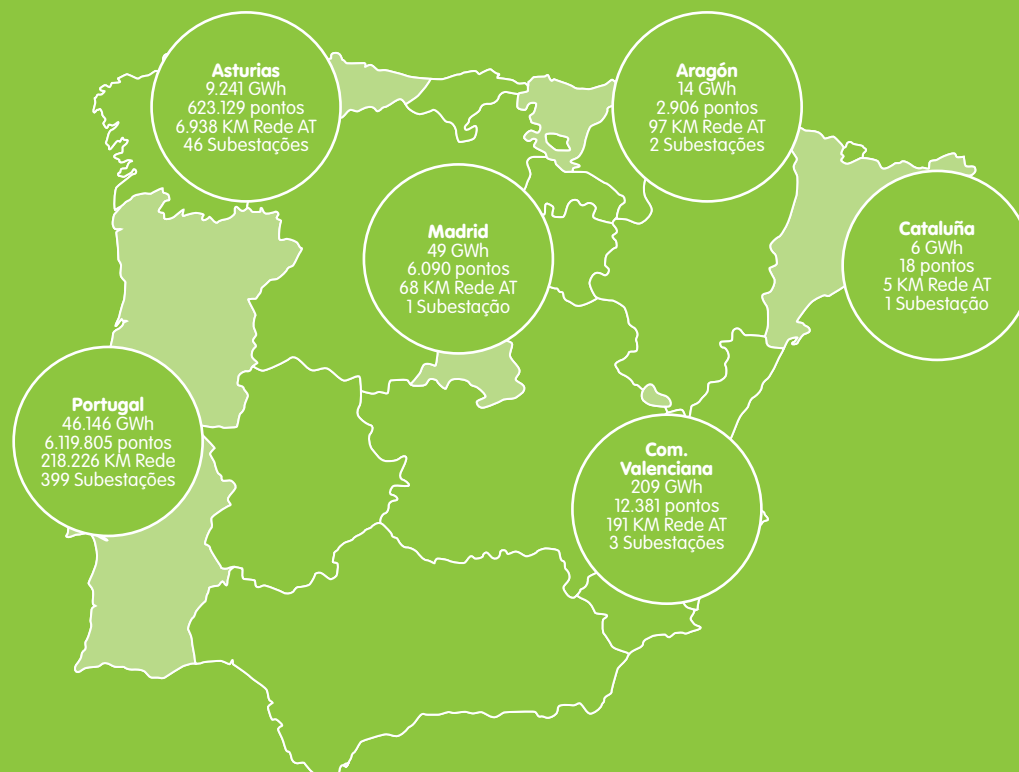 Asturias
9.241 GWh
623.129 pontos
6.938 KM Rede AT
46 Subestações
Aragón
14 GWh
2.906 pontos
97 KM Rede AT
2 Subestações
Madrid
49 GWh
6.090 pontos
68 KM Rede AT
1 Subestação
Cataluña
6 GWh
18 pontos
5 KM Rede AT
1 Subestação
Portugal
46.146 GWh
6.119.805 pontos
218.226 KM Rede
399 Subestações
Com.
Valenciana
209 GWh
12.381 pontos
191 KM Rede AT
3 Subestações